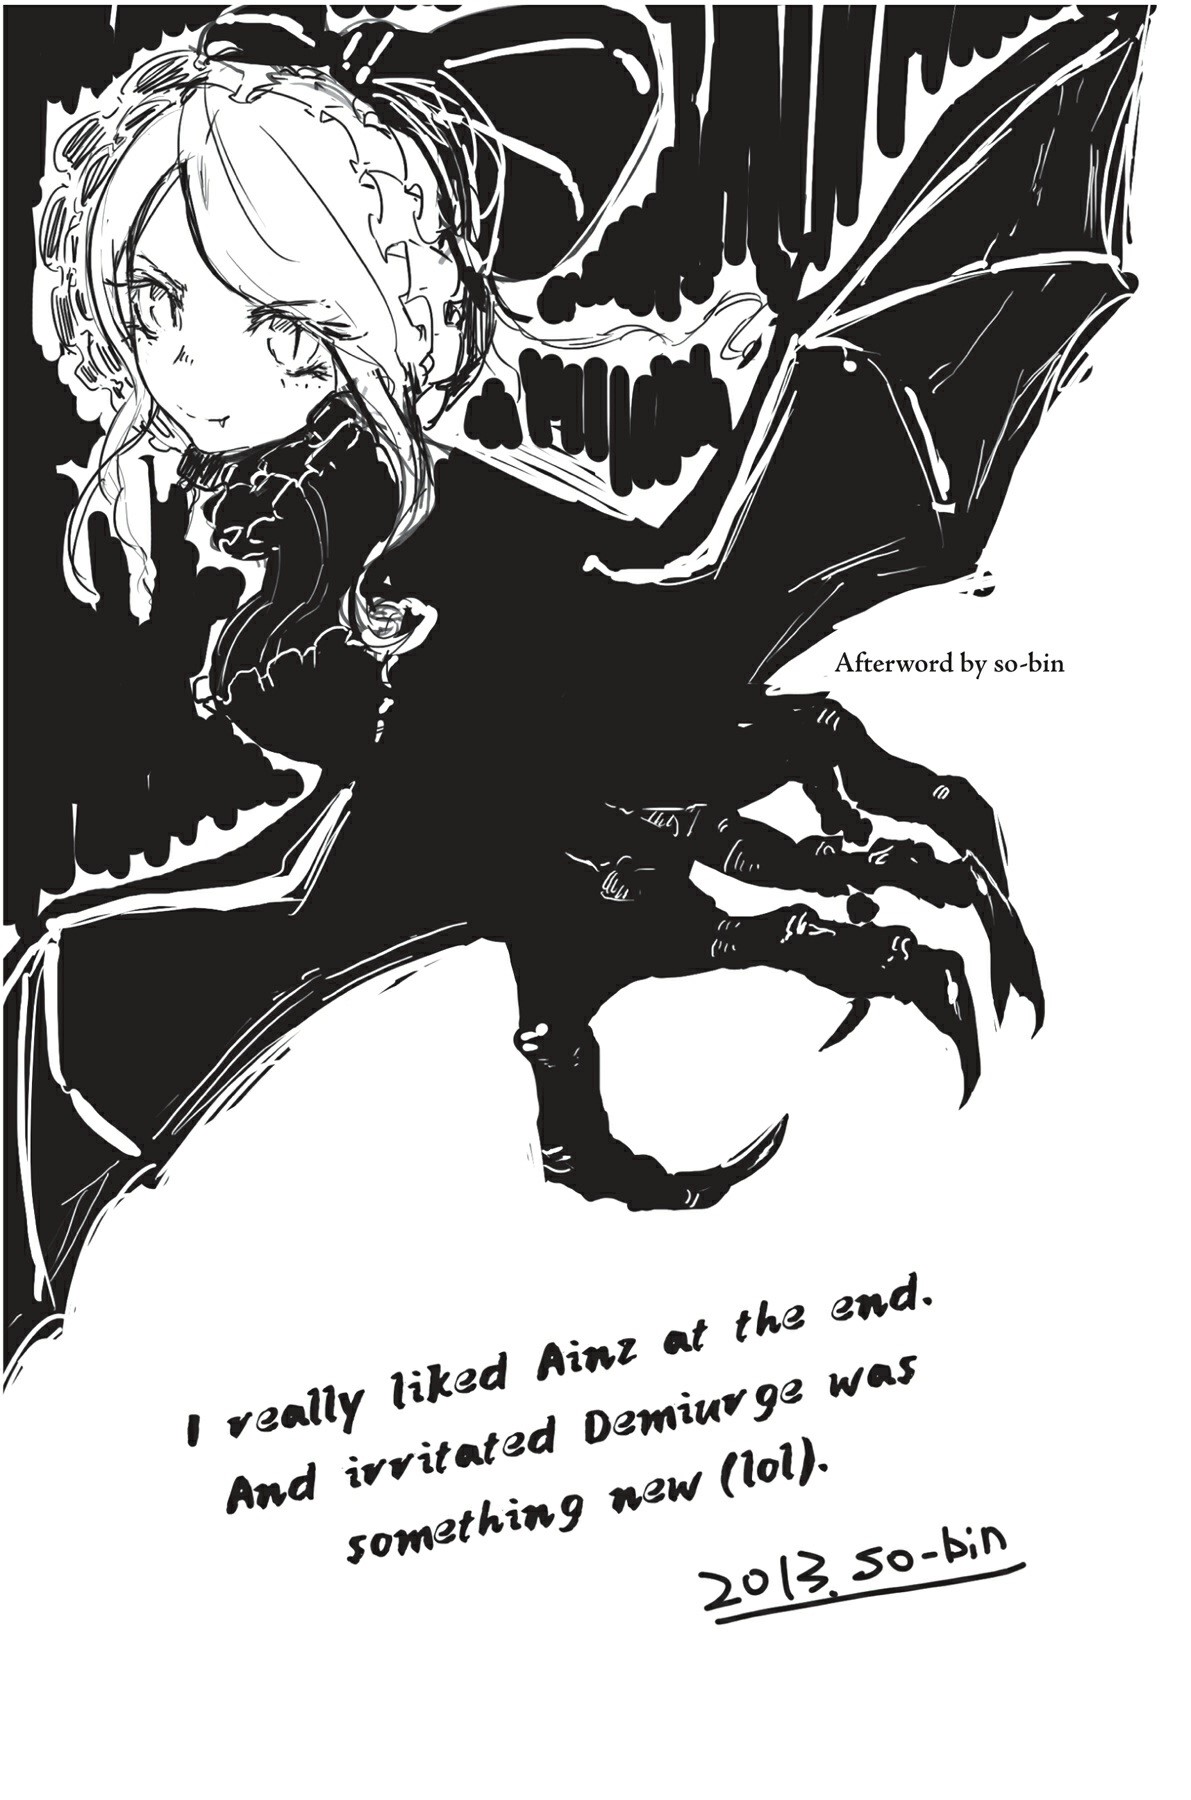 Afterword by so-bin
I really liked Ainz at the end.
And irritated Demiurge was
something new (lol).
2013. so-bin